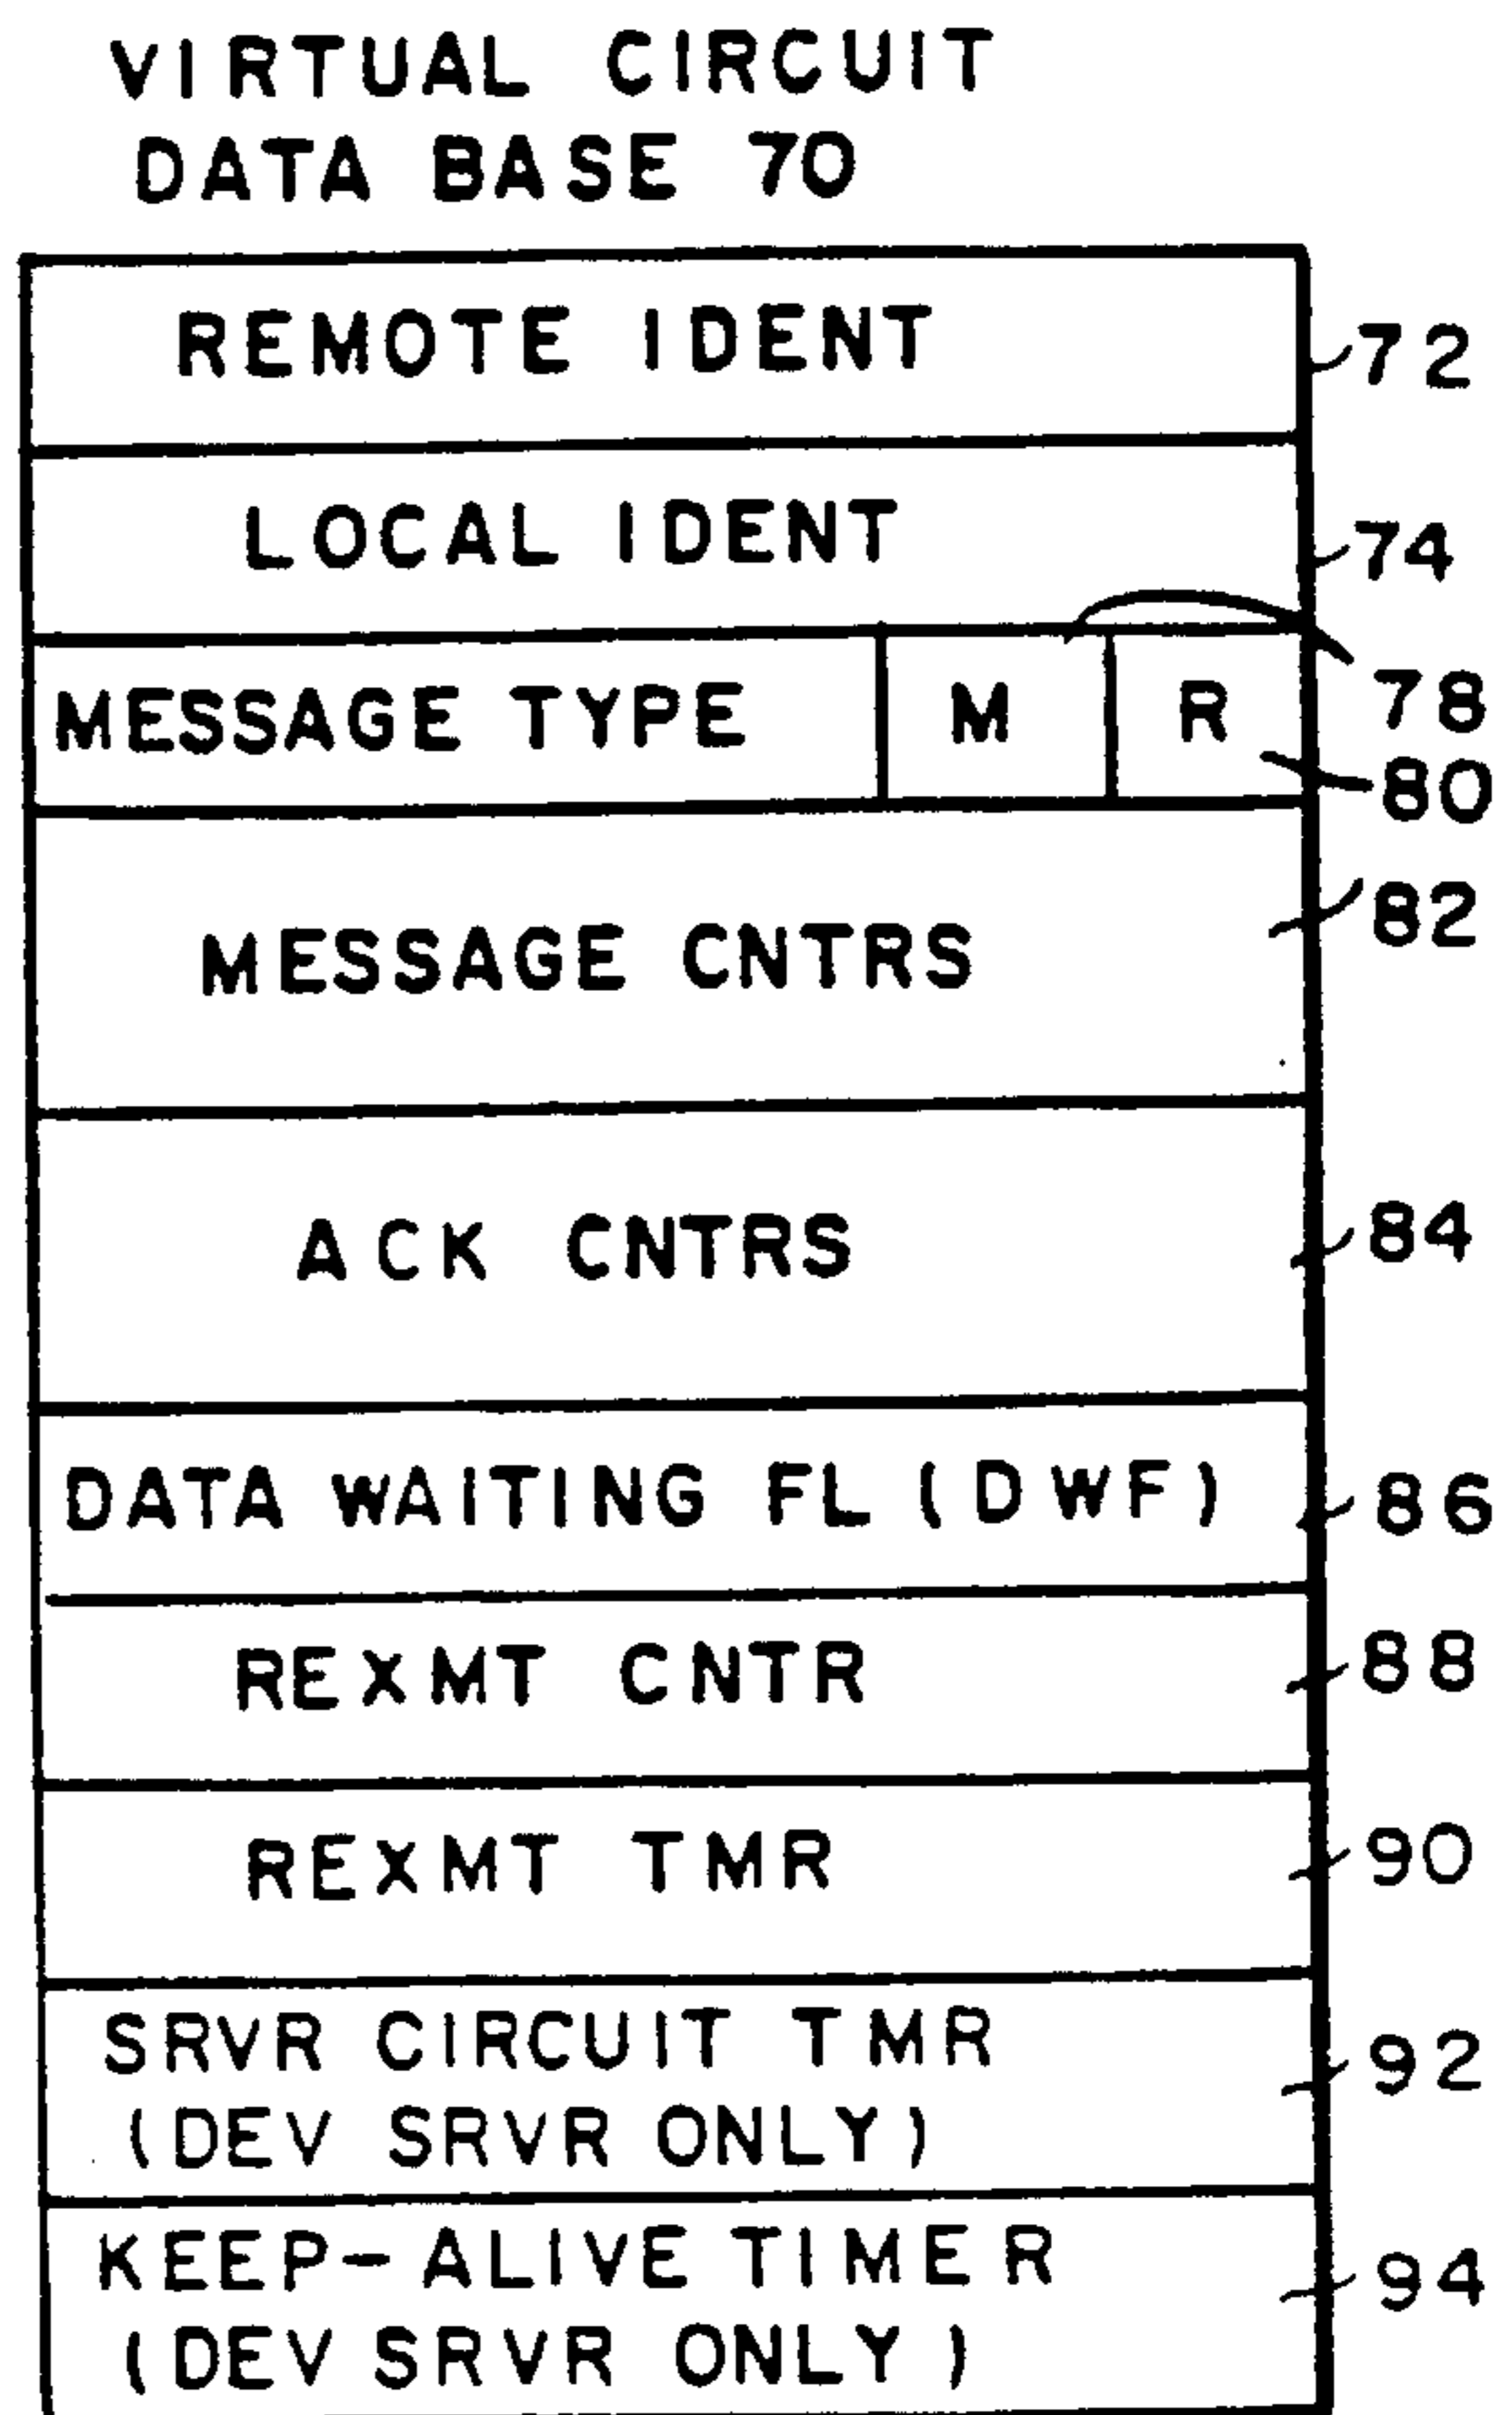 VIRTUAL CIRCUIT
DATA BASE 70
REMOTE IDENT 72
LOCAL IDENT 74
MESSAGE TYPE M R 78
80
MESSAGE CNTRS 82
ACK CNTRS 84
DATA WAITING FL (DWF) 86
REXMT CNTR 88
REXMT TMR 90
SRVR CIRCUIT TMR 92
(DEV SRVR ONLY)
KEEP-ALIVE TIMER 94
(DEV SRVR ONLY)